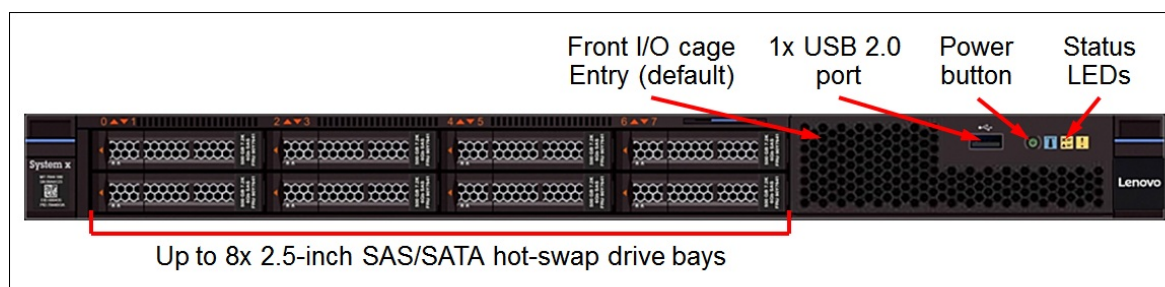 Front I/O cage
Entry (default)
1x USB 2.0
port
Power
button
Status
LEDs
0 1
2 3
4 5
6 7
System x
Lenovo
Up to 8x 2.5-inch SAS/SATA hot-swap drive bays